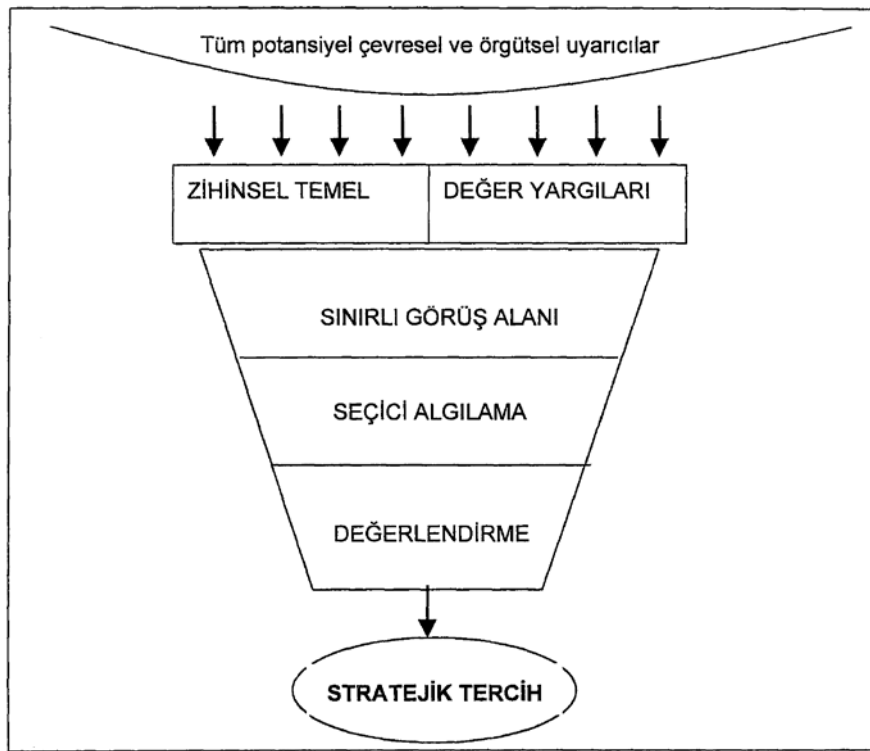 Tüm potansiyel çevresel ve örgütsel uyarıcılar
ZİHİNSEL TEMEL
DEĞER YARGILARI
SINIRLI GÖRÜŞ ALANI
SEÇİCİ ALGILAMA
DEĞERLENDİRME
STRATEJİK TERCİH